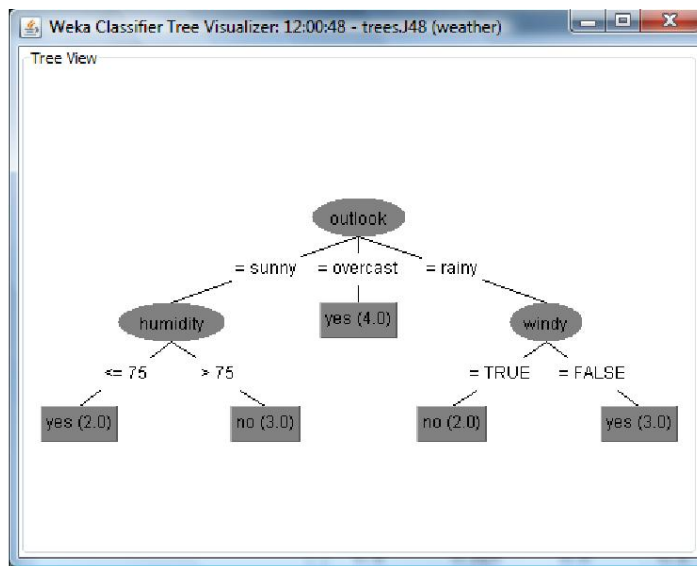 Weka Classifier Tree Visualizer: 12:00:48 - trees.J48 (weather)
Tree View
outlook
= sunny = overcast = rainy
humidity yes (4.0) windy
<= 75 > 75 = TRUE = FALSE
yes (2.0) no (3.0) no (2.0) yes (3.0)